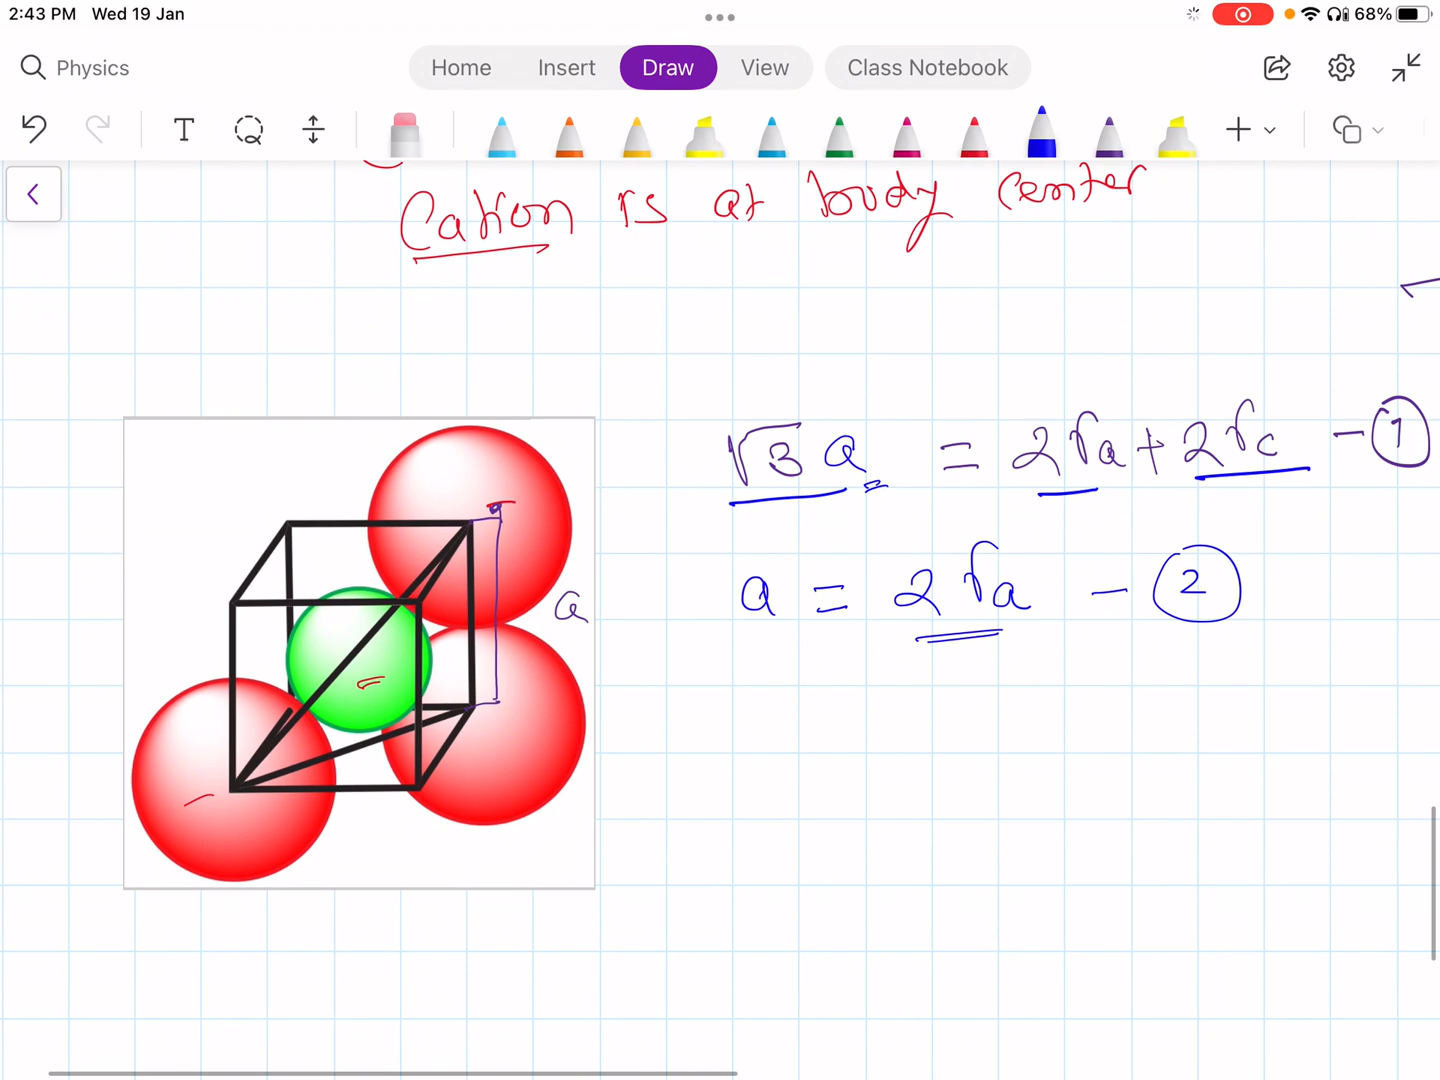 2:43 PM Wed 19 Jan
68%
Physics
Home Insert Draw View Class Notebook
T
Cation is at body center
√3 a = 2ra + 2rc - 1
a = 2ra - 2
a